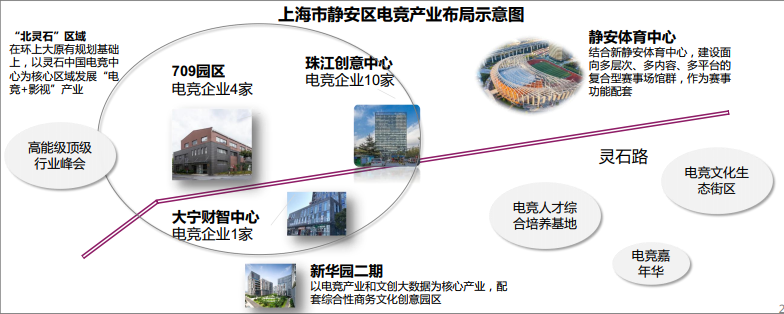 上海市静安区电竞产业布局示意图
“北灵石”区域
在环上大原有规划基础
上，以灵石中国电竞中
心为核心区域发展“电
竞+影视”产业
709园区
电竞企业4家
珠江创意中心
电竞企业10家
静安体育中心
结合新静安体育中心，建设面
向多层次、多内容、多平台的
复合型赛事场馆群，作为赛事
功能配套
高能级顶级
行业峰会
灵石路
电竞文化生
态街区
大宁财智中心
电竞企业1家
电竞人才综
合培养基地
电竞嘉
年华
新华园二期
以电竞产业和文创大数据为核心产业，配
套综合性商务文化创意园区
2